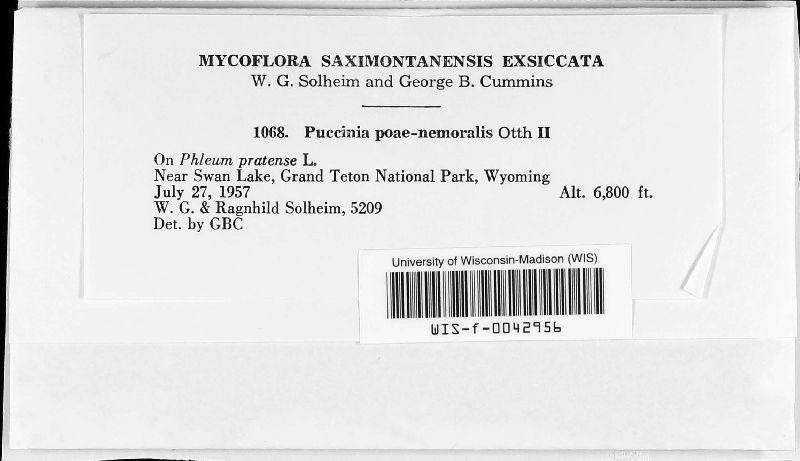 MYCOFLORA SAXIMONTANENSIS EXSICCATA
W. G. Solheim and George B. Cummins
1068. Puccinia poae-nemoralis Otth II
On Phleum pratense L.
Near Swan Lake, Grand Teton National Park, Wyoming
July 27, 1957 Alt. 6,800 ft.
W. G. & Ragnhild Solheim, 5209
Det. by GBC
University of Wisconsin-Madison (WIS)
WIS-f-0042956